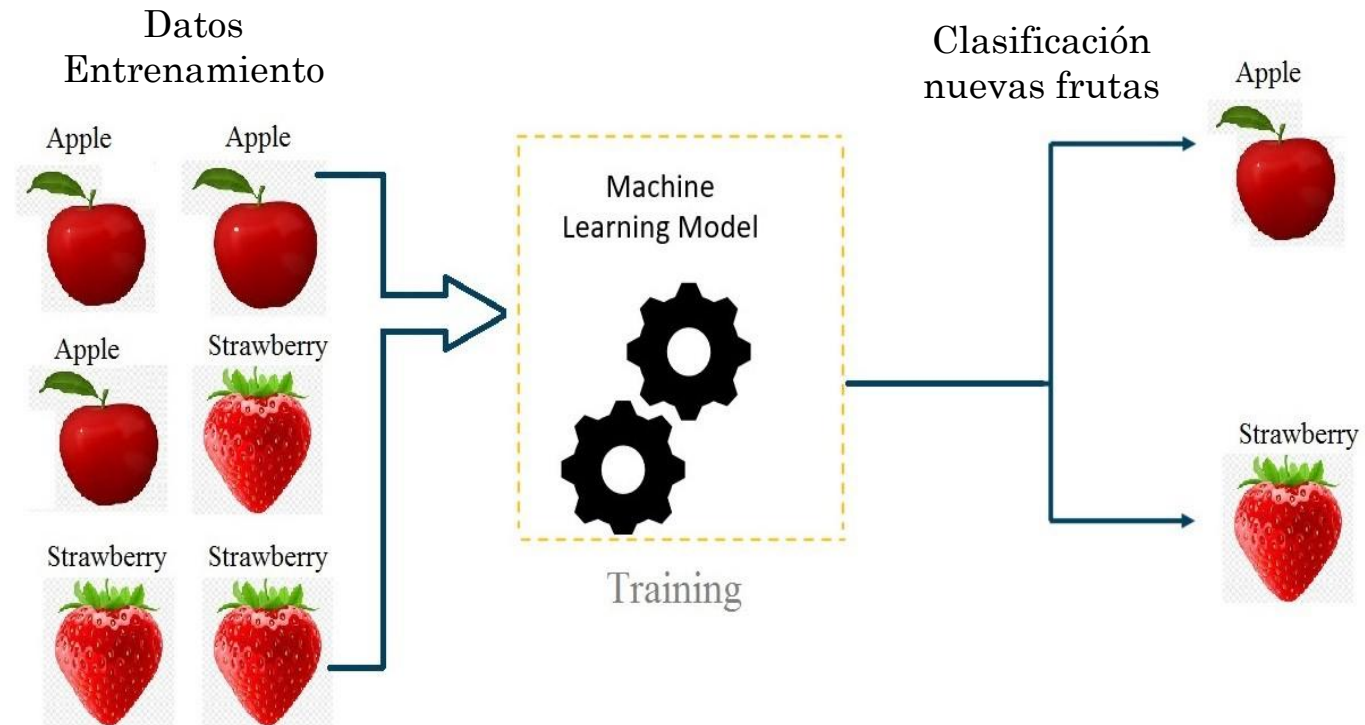 Datos
Entrenamiento
Apple
Apple
Apple
Strawberry
Strawberry
Strawberry
Machine
Learning Model
Training
Clasificación
nuevas frutas
Apple
Strawberry